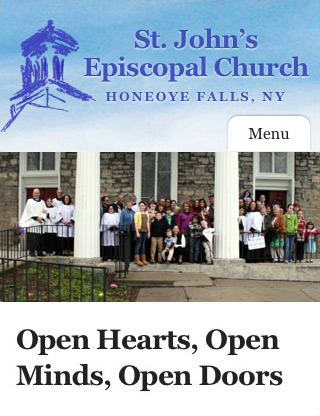 St. John's
Episcopal Church
HONEOYE FALLS, NY
Menu
Open Hearts, Open
Minds, Open Doors